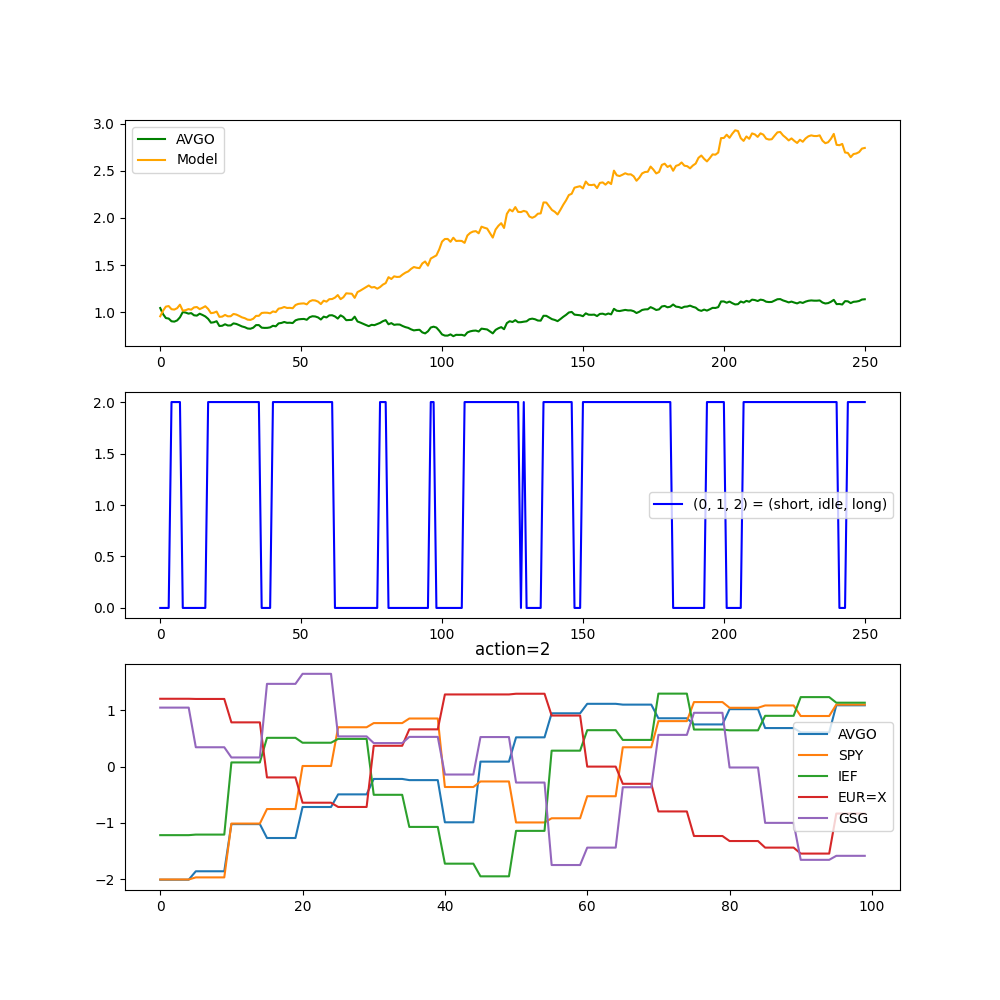 3.0
AVGO
Model
2.5
2.0
1.5
1.0
0 50 100 150 200 250
2.0
1.5
1.0
(0, 1, 2) = (short, idle, long)
0.5
0.0
0 50 100 150 200 250
action=2
1
AVGO
SPY
0
IEF
EUR=X
−1
GSG
−2
0 20 40 60 80 100